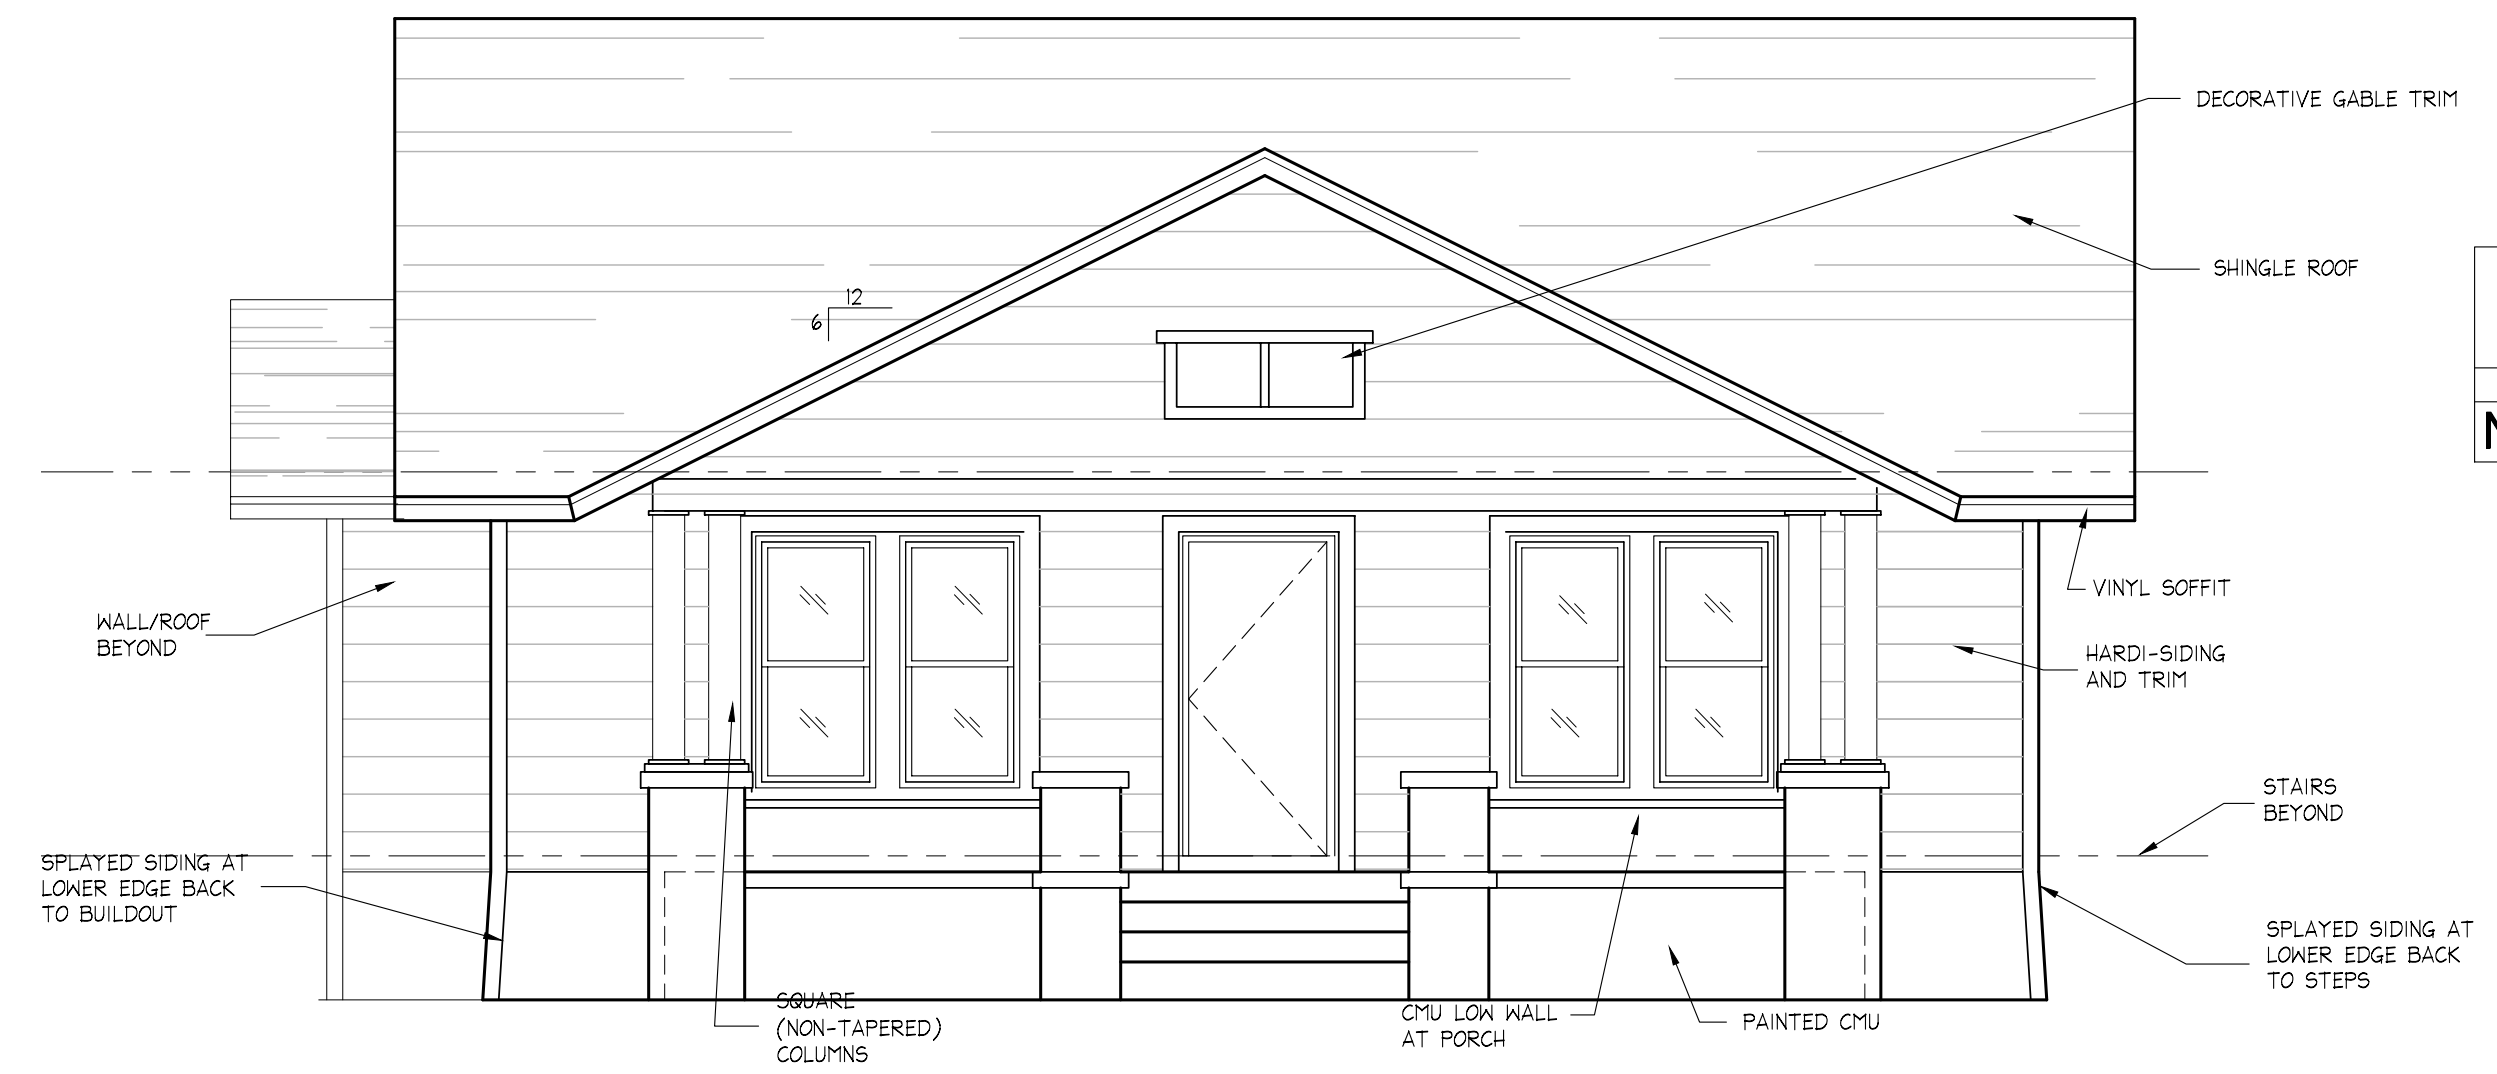 DECORATIVE GABLE TRIM
SHINGLE ROOF
12
6
N
VINYL SOFFIT
WALL/ROOF
BEYOND
HARDI-SIDING
AND TRIM
STAIRS
BEYOND
SPLAYED SIDING AT
LOWER EDGE BACK
TO BUILDOUT
SPLAYED SIDING AT
LOWER EDGE BACK
TO STEPS
SQUARE
(NON-TAPERED)
COLUMNS
CMU LOW WALL
AT PORCH
PAINTED CMU